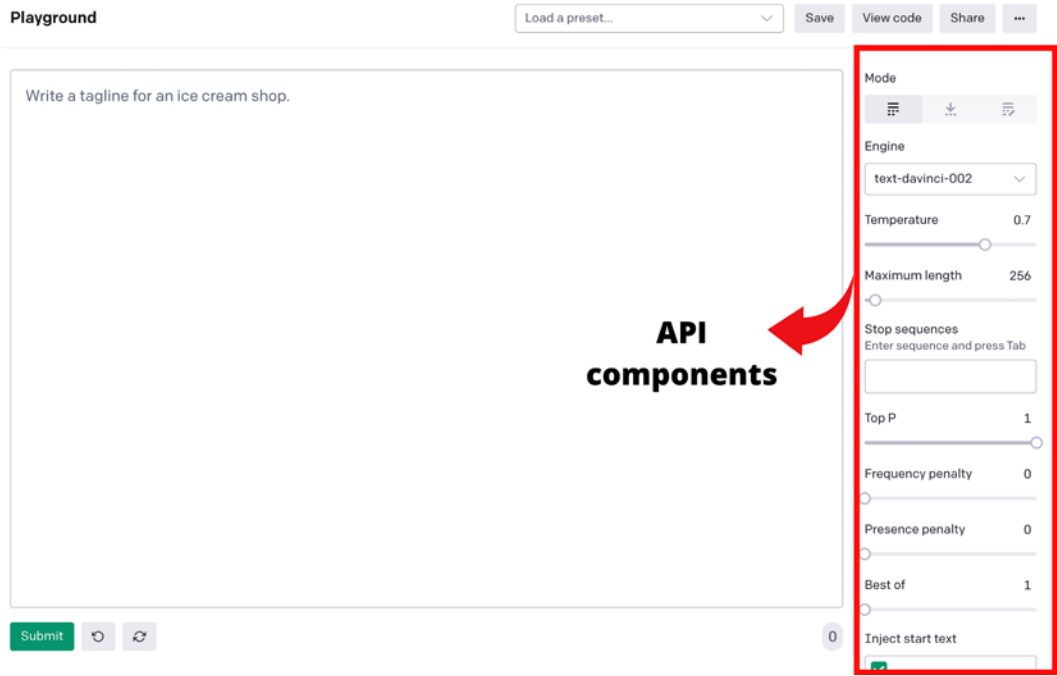 Playground
Load a preset...
Save
View code
Share
...
Write a tagline for an ice cream shop.
API
components
Mode
Engine
text-davinci-002
Temperature 0.7
Maximum length 256
Stop sequences
Enter sequence and press Tab
Top P 1
Frequency penalty 0
Presence penalty 0
Best of 1
Inject start text
Submit
0